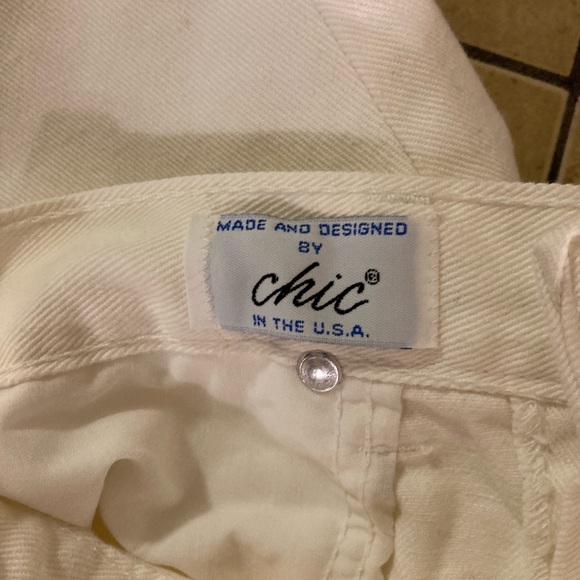 MADE AND DESIGNED
BY
chic®
IN THE U.S.A.